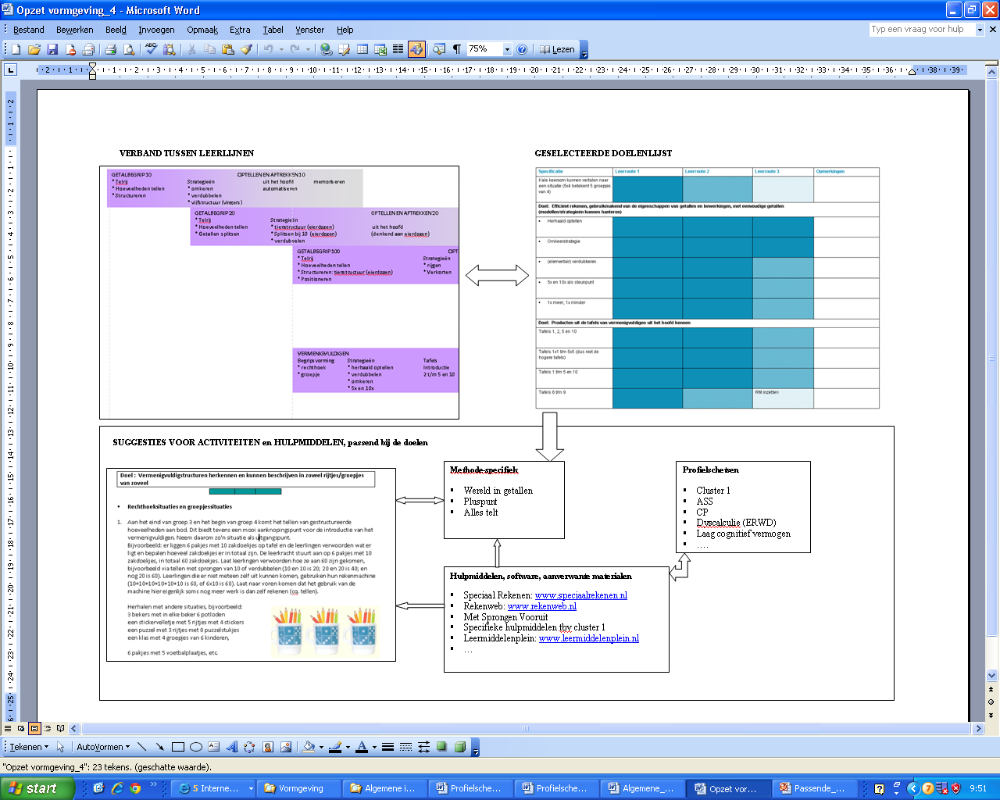 Opzet vormgeving_4 - Microsoft Word
Bestand Bewerken Beeld Invoegen Opmaak Extra Tabel Venster Help
Typ een vraag voor hulp
75%
Lezen
VERBAND TUSSEN LEERLIJNEN
GETALBEGRIP10 OPTELLEN EN AFTREKKEN10
* Telrij Strategieën uit het hoofd memoriseren
* Hoeveelheden tellen * omkeren automatiseren
* Structureren * verdubbelen
* vijfstructuur (vingers)
GETALBEGRIP20 OPTELLEN EN AFTREKKEN20
* Telrij Strategieën
* Hoeveelheden tellen * tienstructuur (eierdozen) uit het hoofd
* Getallen splitsen * Splitsen bij 10 (eierdozen) (denkend aan eierdozen)
* verdubbelen
GETALBEGRIP100 OPT
* Telrij Strategieën
* Hoeveelheden tellen * rijgen
* Structureren: tienstructuur (eierdozen) * Verkorten
* Positioneren
VERMENIGVULDIGEN
Begripsvorming Strategieën Tafels
* rechthoek * herhaald optellen Introductie
* groepje * verdubbelen 2 t/m 5 en 10
* omkeren
* 5x en 10x
GESELECTEERDE DOELENLIJST
Specificatie Leerroute 1 Leerroute 2 Leerroute 3 Opmerkingen
Kale keersom kunnen vertalen naar
een situatie (5x4 betekent 5 groepjes
van 4)
Doel: Efficiënt rekenen, gebruikmakend van de eigenschappen van getallen en bewerkingen, met eenvoudige getallen
(modellen/strategieën kunnen hanteren)
• Herhaald optellen
• Omkeerstrategie
• (elementair) verdubbelen
• 5x en 10x als steunpunt
• 1x meer, 1x minder
Doel: Producten uit de tafels van vermenigvuldigen uit het hoofd kennen
Tafels 1, 2, 5 en 10
Tafels 1x1 t/m 5x5 (dus niet de
hogere tafels)
Tafels 1 t/m 5 en 10
Tafels 6 t/m 9 RM inzetten
SUGGESTIES VOOR ACTIVITEITEN en HULPMIDDELEN, passend bij de doelen
Doel : Vermenigvuldigstructuren herkennen en kunnen beschrijven in zoveel rijtjes/groepjes
van zoveel
• Rechthoeksituaties en groepjessituaties
1. Aan het eind van groep 3 en het begin van groep 4 komt het tellen van gestructureerde
hoeveelheden aan bod. Dit biedt tevens een mooi aanknopingspunt voor de introductie van het
vermenigvuldigen. Neem daarom zo'n situatie als uitgangspunt.
Bijvoorbeeld: er liggen 6 pakjes met 10 zakdoekjes op tafel en de leerlingen verwoorden wat er
ligt en bepalen hoeveel zakdoekjes er in totaal zijn. De leerkracht stuurt aan op 6 pakjes met 10
zakdoekjes, in totaal 60 zakdoekjes. Laat leerlingen verwoorden hoe ze aan 60 zijn gekomen,
bijvoorbeeld via tellen met sprongen van 10 of verdubbelen (10 en 10 is 20; 20 en 20 is 40; en
nog 20 is 60). Leerlingen die er niet meteen zelf uit kunnen komen, gebruiken hun rekenmachine
(10+10+10+10+10+10 is 60, of 6x10 is 60). Laat naar voren komen dat het gebruik van de
machine hier eigenlijk soms nog meer werk is dan zelf rekenen (cq. tellen).
Herhalen met andere situaties, bijvoorbeeld:
3 bekers met in elke beker 6 potloden
een stickervelletje met 5 rijtjes met 4 stickers
een puzzel met 3 rijtjes met 8 puzzelstukjes
een klas met 4 groepjes van 6 kinderen,
6 pakjes met 5 voetbalplaatjes, etc.
Methode-specifiek
Wereld in getallen
Pluspunt
Alles telt
Profielschetsen
Cluster 1
ASS
CP
Dyscalculie (ERWD)
Laag cognitief vermogen
….
Hulpmiddelen, software, aanverwante materialen
Speciaal Rekenen: www.speciaalrekenen.nl
Rekenweb: www.rekenweb.nl
Met Sprongen Vooruit
Specifieke hulpmiddelen tbv cluster 1
Leermiddelenplein: www.leermiddelenplein.nl
…
Tekenen AutoVormen
"Opzet vormgeving_4": 23 tekens. (geschatte waarde).
start 5 Interne... Vormgeving Algemene i... Profielsche... Profielsche... Algemene_... Opzet vor... Passende_... 9:51